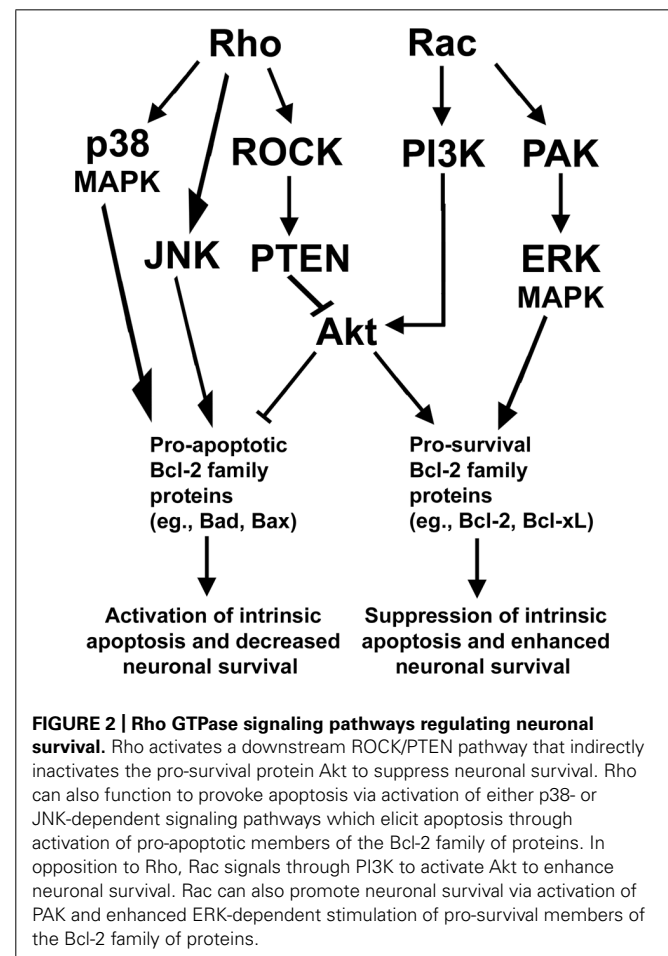 Rho Rac
p38 ROCK PI3K PAK
MAPK
JNK PTEN ERK
MAPK
Akt
Pro-apoptotic
Bcl-2 family
proteins
(eg., Bad, Bax)
Pro-survival
Bcl-2 family
proteins
(eg., Bcl-2, Bcl-xL)
Activation of intrinsic
apoptosis and decreased
neuronal survival
Suppression of intrinsic
apoptosis and enhanced
neuronal survival
FIGURE 2 | Rho GTPase signaling pathways regulating neuronal
survival. Rho activates a downstream ROCK/PTEN pathway that indirectly
inactivates the pro-survival protein Akt to suppress neuronal survival. Rho
can also function to provoke apoptosis via activation of either p38- or
JNK-dependent signaling pathways which elicit apoptosis through
activation of pro-apoptotic members of the Bcl-2 family of proteins. In
opposition to Rho, Rac signals through PI3K to activate Akt to enhance
neuronal survival. Rac can also promote neuronal survival via activation of
PAK and enhanced ERK-dependent stimulation of pro-survival members of
the Bcl-2 family of proteins.